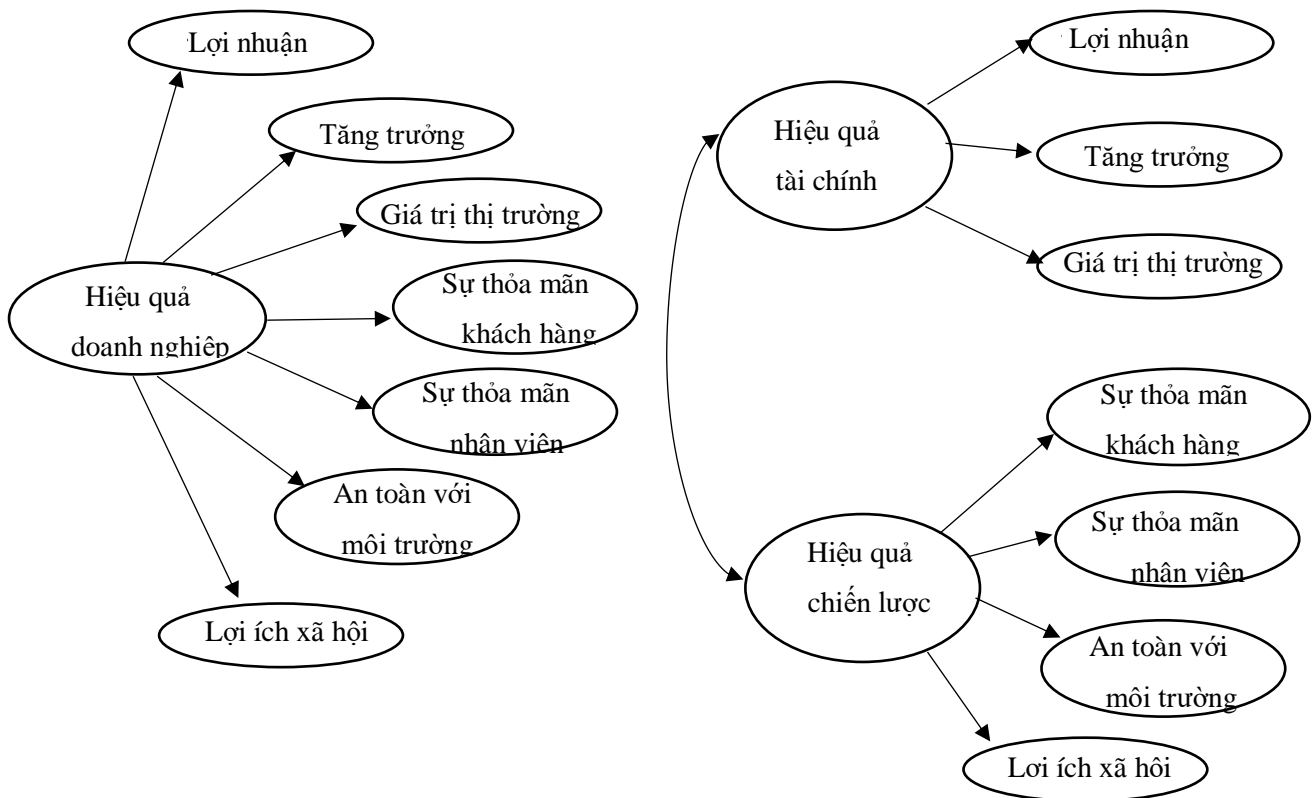 Lợi nhuận
Tăng trưởng
Giá trị thị trường
Sự thỏa mãn
khách hàng
Hiệu quả
doanh nghiệp
Sự thỏa mãn
nhân viên
An toàn với
môi trường
Lợi ích xã hội
Lợi nhuận
Hiệu quả
tài chính
Tăng trưởng
Giá trị thị trường
Sự thỏa mãn
khách hàng
Sự thỏa mãn
nhân viên
Hiệu quả
chiến lược
An toàn với
môi trường
Lợi ích xã hội